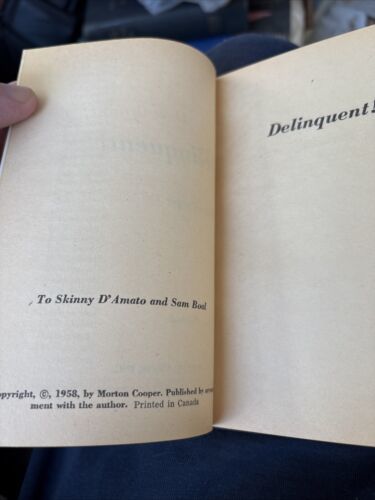 To Skinny D'Amato and Sam Boal
opyright, ©, 1958, by Morton Cooper. Published by
ment with the author. Printed in Canada
Delinquent!